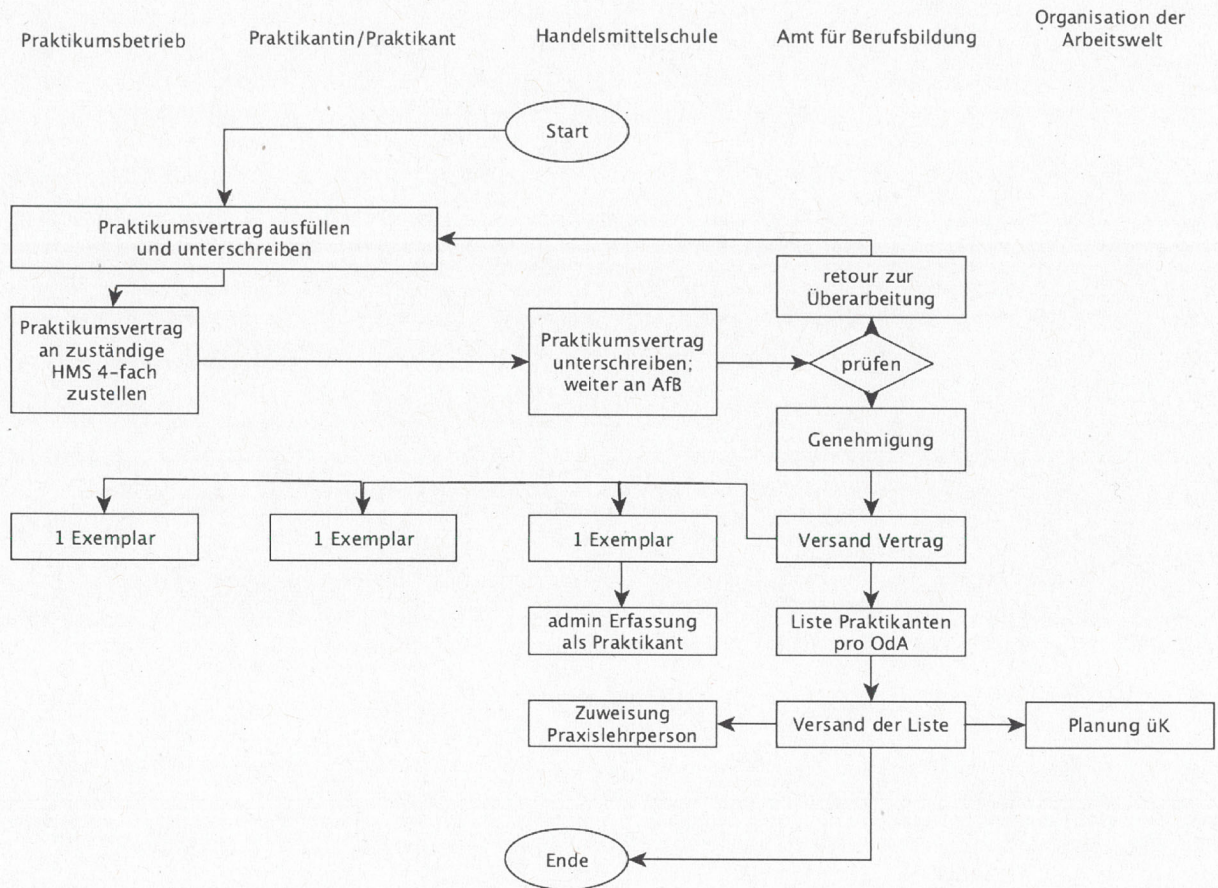 Praktikumsbetrieb
Praktikantin/Praktikant
Handelsmittelschule
Amt für Berufsbildung
Organisation der
Arbeitswelt
Start
Praktikumsvertrag ausfüllen
und unterschreiben
retour zur
Überarbeitung
Praktikumsvertrag
an zuständige
HMS 4-fach
zustellen
Praktikumsvertrag
unterschreiben;
weiter an AfB
prüfen
Genehmigung
1 Exemplar
1 Exemplar
1 Exemplar
Versand Vertrag
admin Erfassung
als Praktikant
Liste Praktikanten
pro OdA
Zuweisung
Praxislehrperson
Versand der Liste
Planung üK
Ende